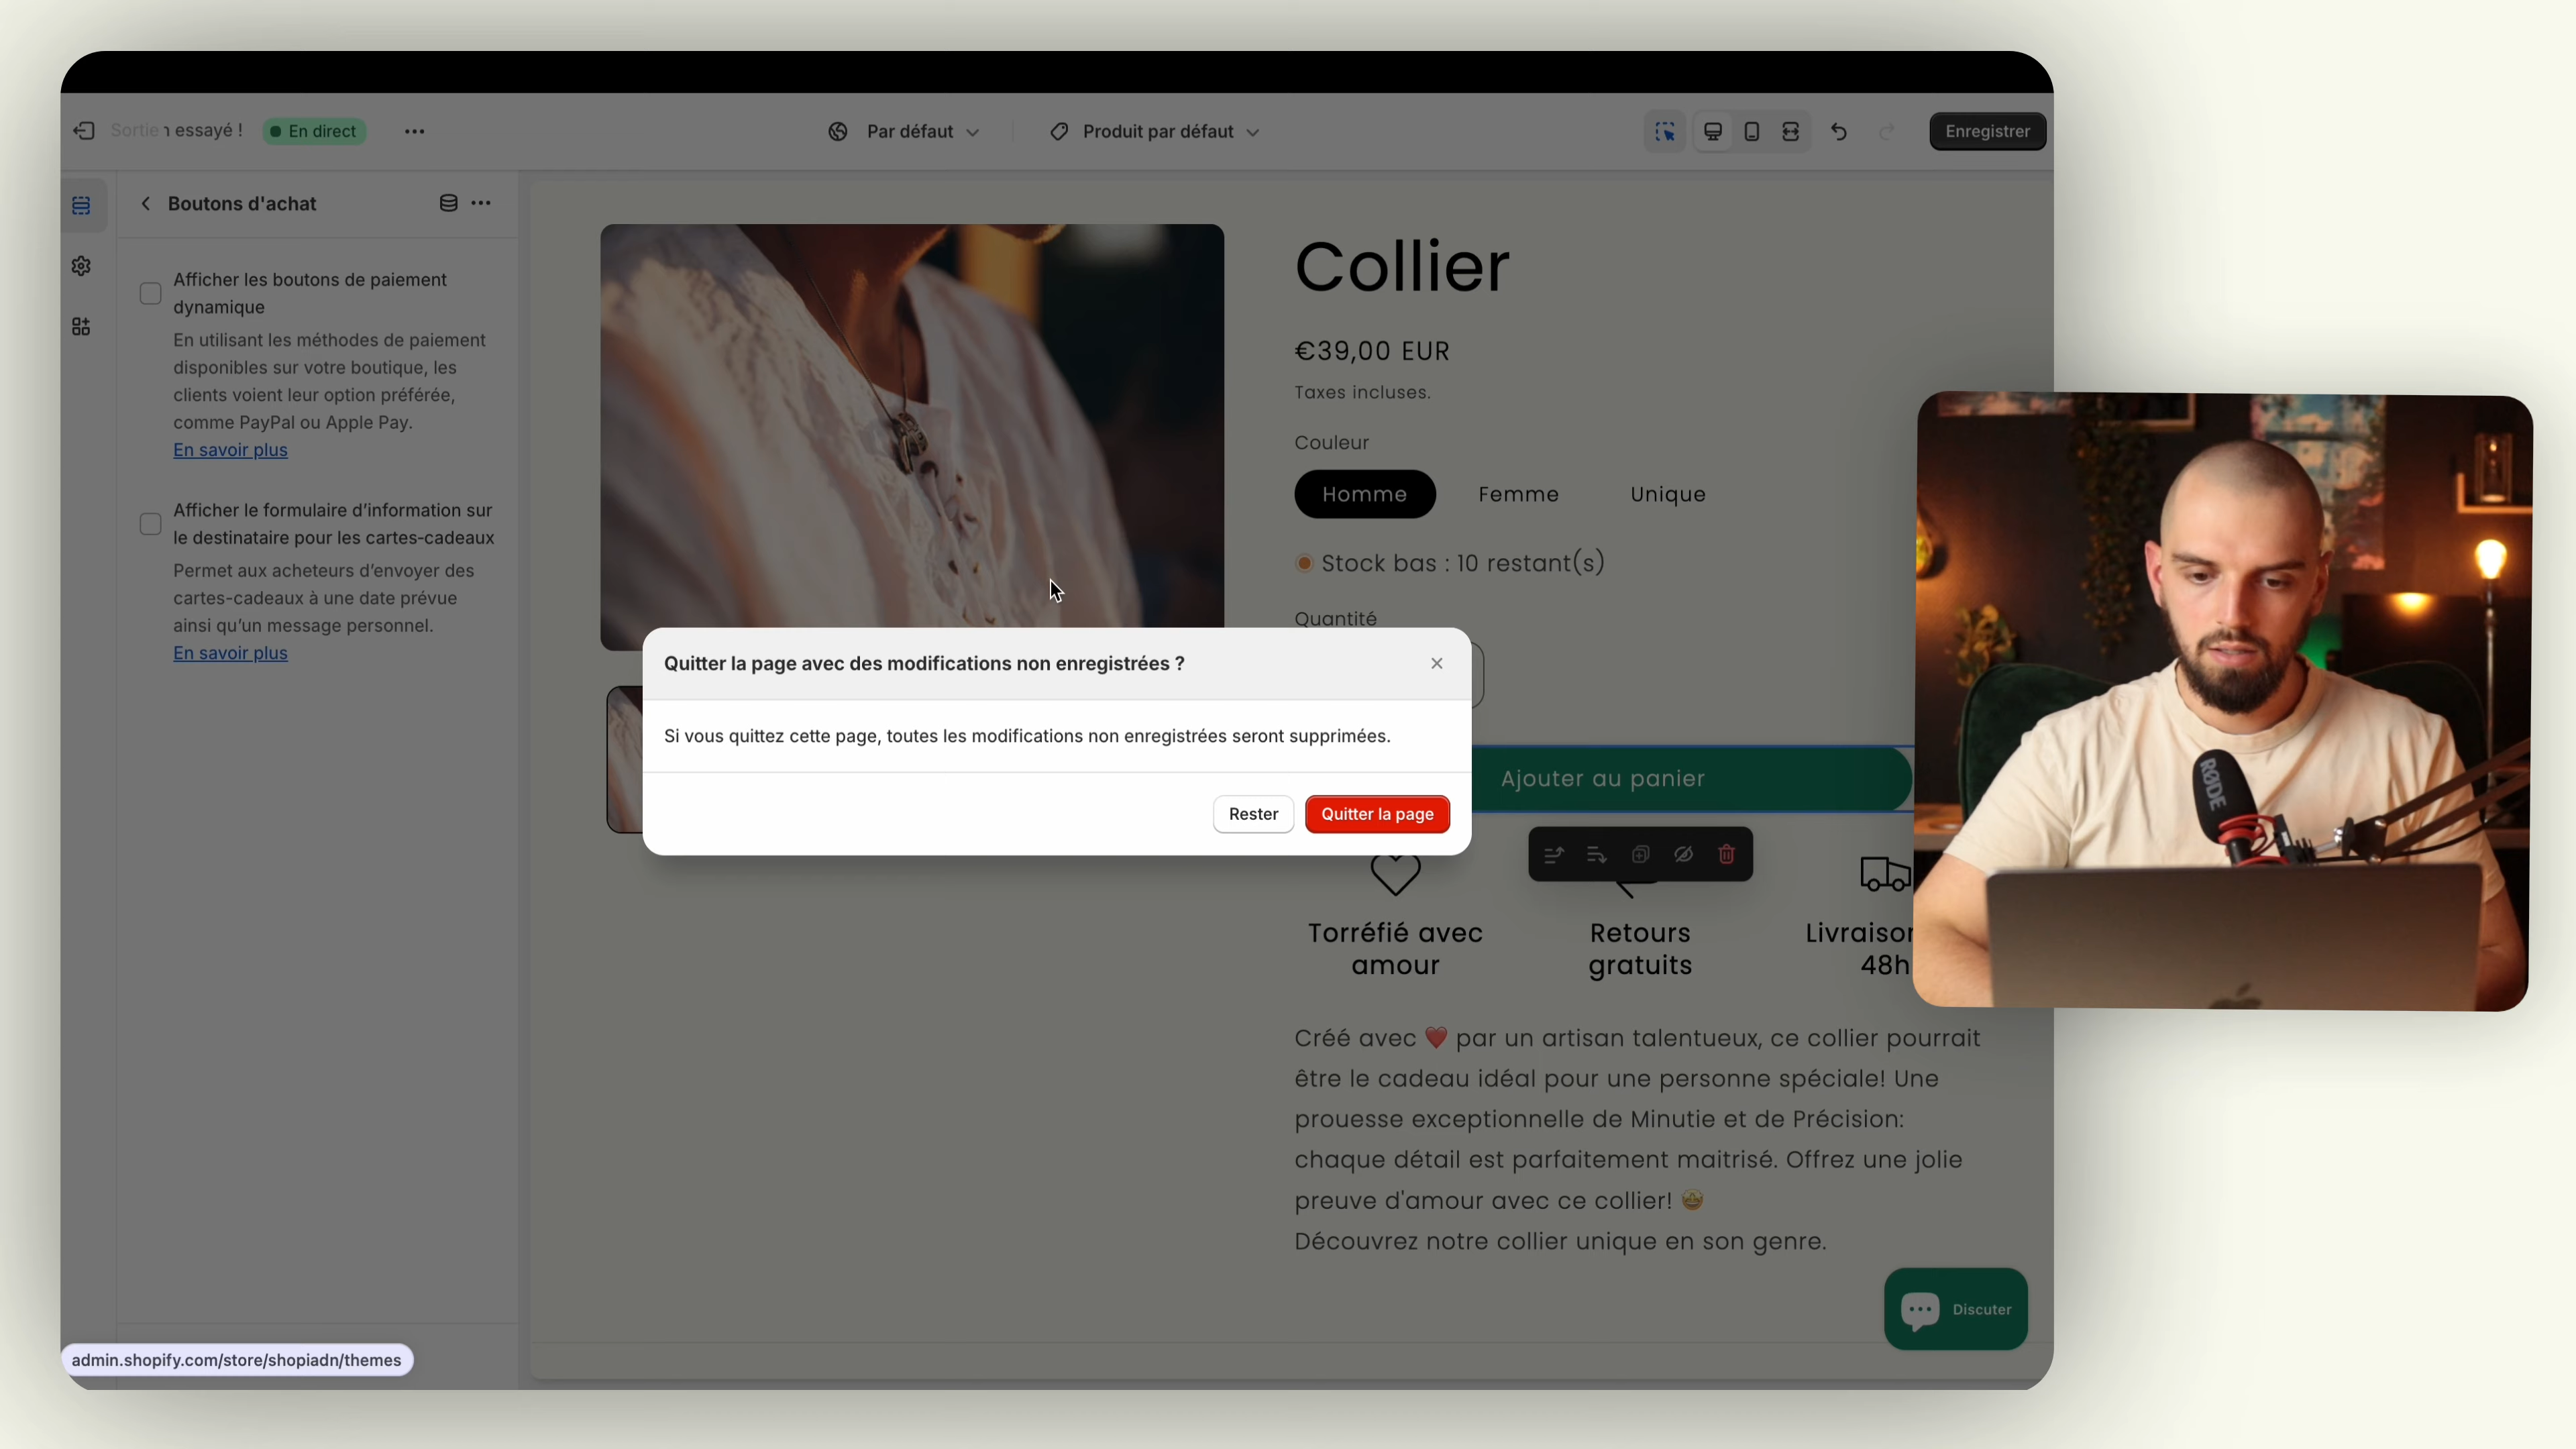 Sortie n essayé !
En direct
Par défaut
Produit par défaut
Enregistrer
Boutons d'achat
Afficher les boutons de paiement
dynamique
En utilisant les méthodes de paiement
disponibles sur votre boutique, les
clients voient leur option préférée,
comme PayPal ou Apple Pay.
En savoir plus
Afficher le formulaire d’information sur
le destinataire pour les cartes-cadeaux
Permet aux acheteurs d’envoyer des
cartes-cadeaux à une date prévue
ainsi qu’un message personnel.
En savoir plus
Collier
€39,00 EUR
Taxes incluses.
Couleur
Homme
Femme
Unique
Stock bas : 10 restant(s)
Quantité
Quitter la page avec des modifications non enregistrées ?
Si vous quittez cette page, toutes les modifications non enregistrées seront supprimées.
Rester
Quitter la page
Ajouter au panier
Torréfié avec
amour
Retours
gratuits
48h
Créé avec ❤️ par un artisan talentueux, ce collier pourrait
être le cadeau idéal pour une personne spéciale! Une
prouesse exceptionnelle de Minutie et de Précision:
chaque détail est parfaitement maitrisé. Offrez une jolie
preuve d'amour avec ce collier! 🤩
Découvrez notre collier unique en son genre.
Discuter
admin.shopify.com/store/shopiadn/themes
RØDE